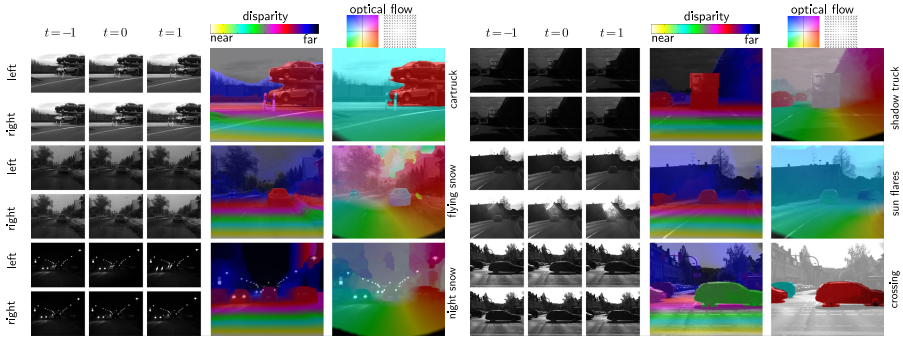 disparity
optical flow
t = −1
t = 0
t = 1
near
far
left
right
cartruck
left
right
flying snow
left
right
night snow
disparity
optical flow
t = −1
t = 0
t = 1
near
far
shadow truck
sun flares
crossing